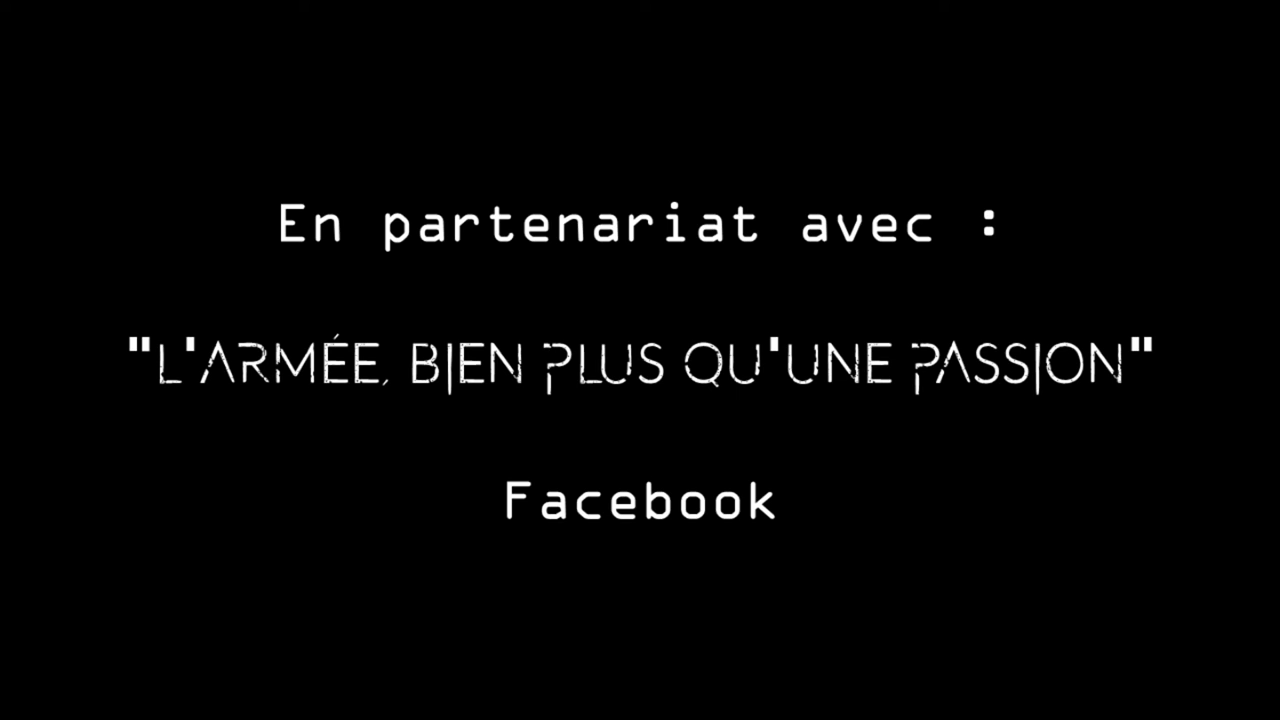 En partenariat avec :
"L'ARMÉE, BIEN PLUS QU'UNE PASSION"
Facebook